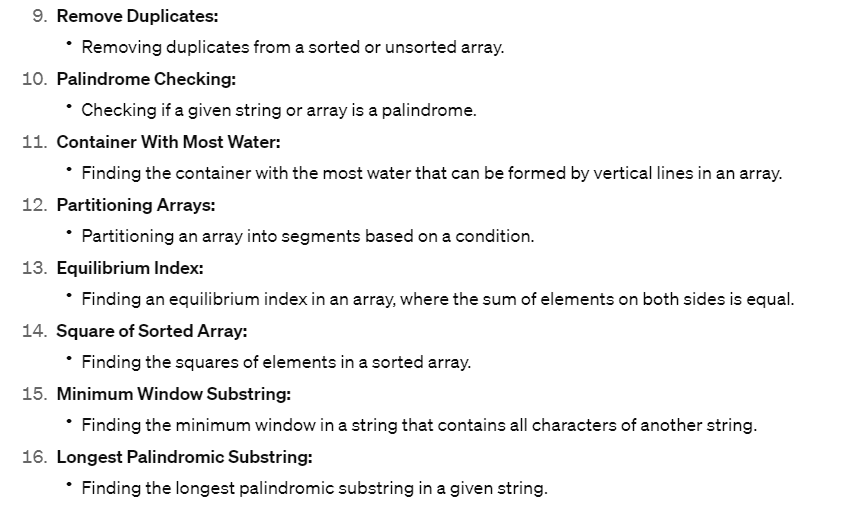 9. Remove Duplicates:
• Removing duplicates from a sorted or unsorted array.
10. Palindrome Checking:
• Checking if a given string or array is a palindrome.
11. Container With Most Water:
• Finding the container with the most water that can be formed by vertical lines in an array.
12. Partitioning Arrays:
• Partitioning an array into segments based on a condition.
13. Equilibrium Index:
• Finding an equilibrium index in an array, where the sum of elements on both sides is equal.
14. Square of Sorted Array:
• Finding the squares of elements in a sorted array.
15. Minimum Window Substring:
• Finding the minimum window in a string that contains all characters of another string.
16. Longest Palindromic Substring:
• Finding the longest palindromic substring in a given string.